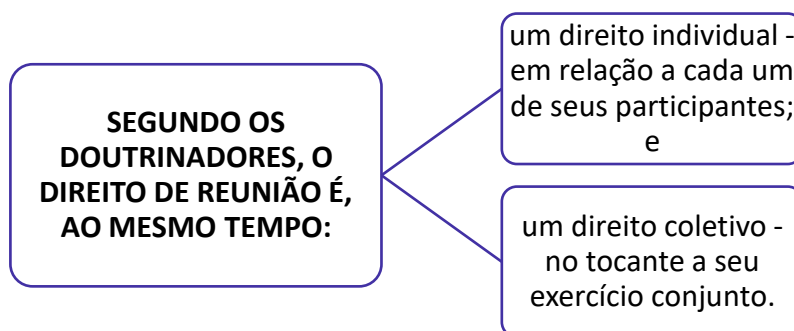 SEGUNDO OS
DOUTRINADORES, O
DIREITO DE REUNIÃO É,
AO MESMO TEMPO:
um direito individual -
em relação a cada um
de seus participantes;
e
um direito coletivo -
no tocante a seu
exercício conjunto.